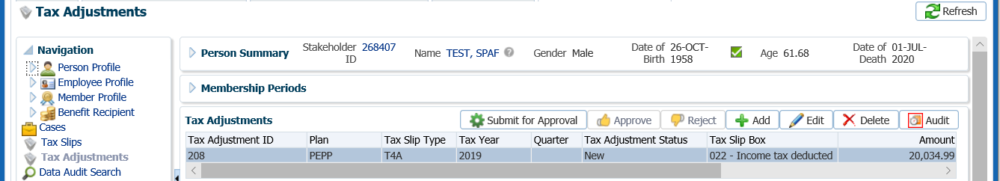 Tax Adjustments
Refresh
Navigation
Person Profile
Employee Profile
Member Profile
Benefit Recipient
Cases
Tax Slips
Tax Adjustments
Data Audit Search
Person Summary Stakeholder ID 268407 Name TEST, SPAF Gender Male Date of Birth 26-OCT-1958 Age 61.68 Date of Death 01-JUL-2020
Membership Periods
Tax Adjustments Submit for Approval Approve Reject Add Edit Delete Audit
Tax Adjustment ID Plan Tax Slip Type Tax Year Quarter Tax Adjustment Status Tax Slip Box Amount
208 PEPP T4A 2019 New 022 - Income tax deducted 20,034.99